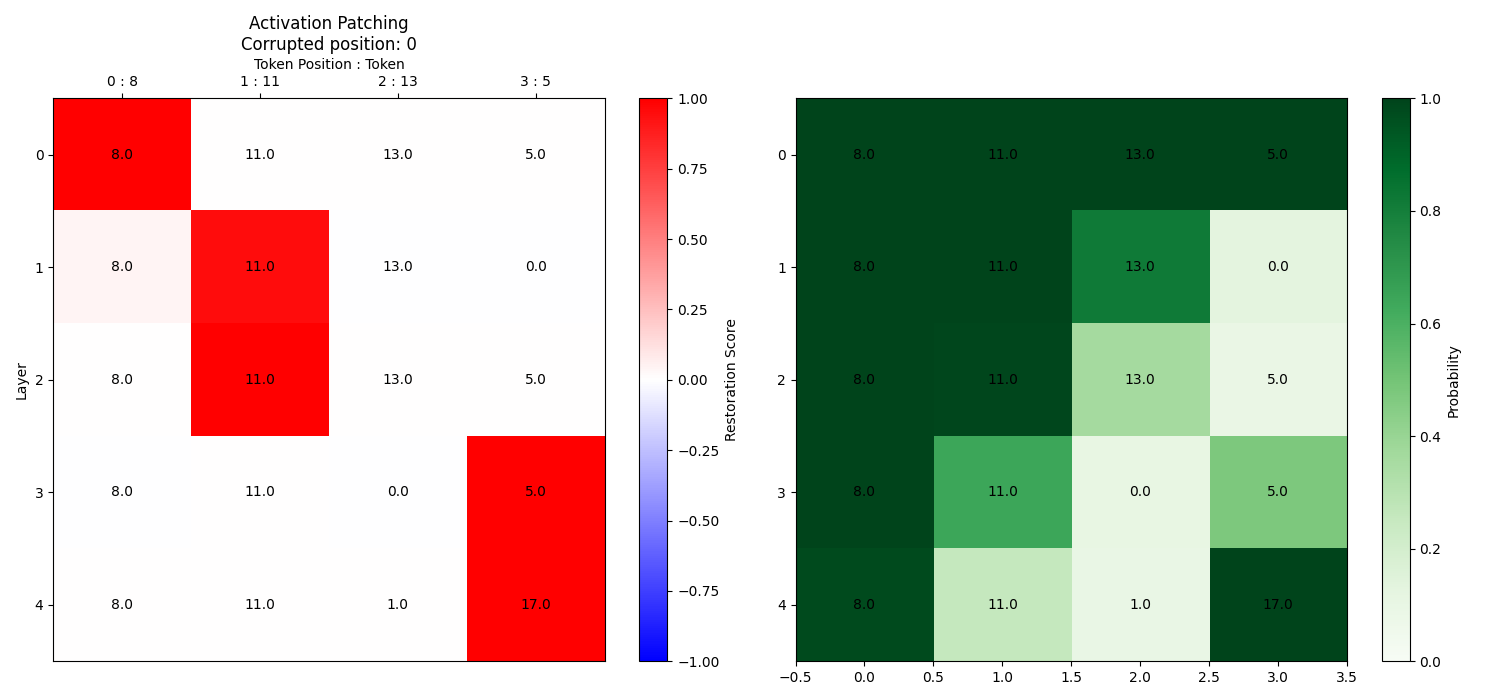 Activation Patching
Corrupted position: 0
Token Position : Token
0 : 8 1 : 11 2 : 13 3 : 5
Layer
0 8.0 11.0 13.0 5.0
1 8.0 11.0 13.0 0.0
2 8.0 11.0 13.0 5.0
3 8.0 11.0 0.0 5.0
4 8.0 11.0 1.0 17.0
1.00
0.75
0.50
0.25
0.00
−0.25
−0.50
−0.75
−1.00
Restoration Score
0 8.0 11.0 13.0 5.0
1 8.0 11.0 13.0 0.0
2 8.0 11.0 13.0 5.0
3 8.0 11.0 0.0 5.0
4 8.0 11.0 1.0 17.0
−0.5 0.0 0.5 1.0 1.5 2.0 2.5 3.0 3.5
1.0
0.8
0.6
0.4
0.2
0.0
Probability